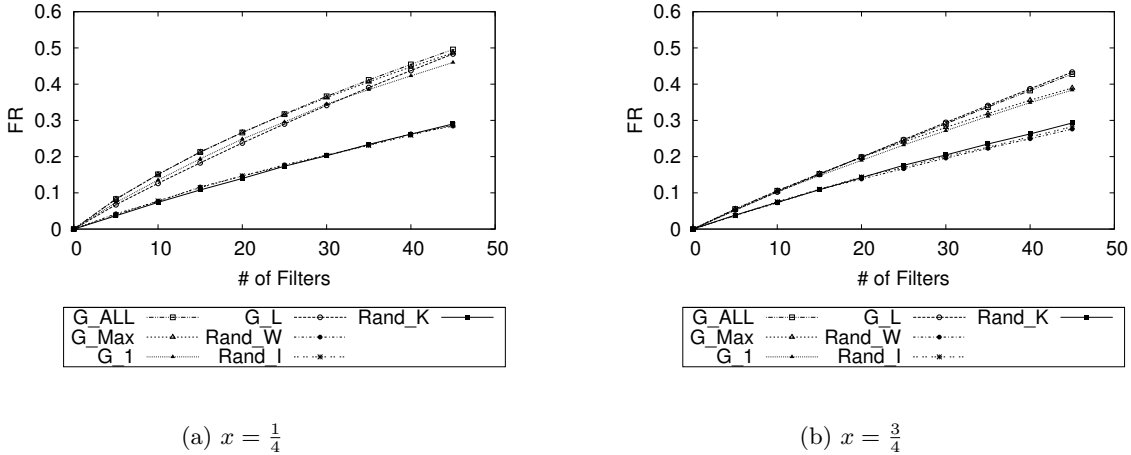 0.6
0.5
0.4
0.3
0.2
0.1
0
FR
0 10 20 30 40 50
# of Filters
G_ALL G_L Rand_K
G_Max Rand_W
G_1 Rand_I
(a) x = 1/4
0.6
0.5
0.4
0.3
0.2
0.1
0
FR
0 10 20 30 40 50
# of Filters
G_ALL G_L Rand_K
G_Max Rand_W
G_1 Rand_I
(b) x = 3/4